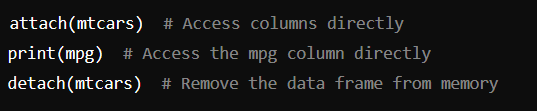 attach(mtcars)  # Access columns directly
print(mpg)  # Access the mpg column directly
detach(mtcars)  # Remove the data frame from memory